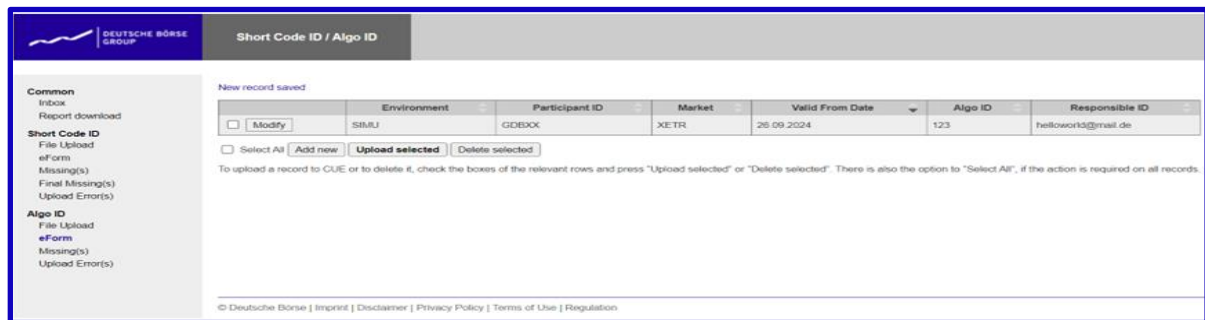 DEUTSCHE BÖRSE
GROUP
Short Code ID / Algo ID
Common
Inbox
Report download
Short Code ID
File Upload
eForm
Missing(s)
Final Missing(s)
Upload Error(s)
Algo ID
File Upload
eForm
Missing(s)
Upload Error(s)
New record saved
Environment Participant ID Market Valid From Date Algo ID Responsible ID
Modify SIMU GDBXX XETR 26.09.2024 123 helloworld@mail.de
Select All Add new Upload selected Delete selected
To upload a record to CUE or to delete it, check the boxes of the relevant rows and press "Upload selected" or "Delete selected". There is also the option to "Select All", if the action is required on all records.
© Deutsche Börse | Imprint | Disclaimer | Privacy Policy | Terms of Use | Regulation